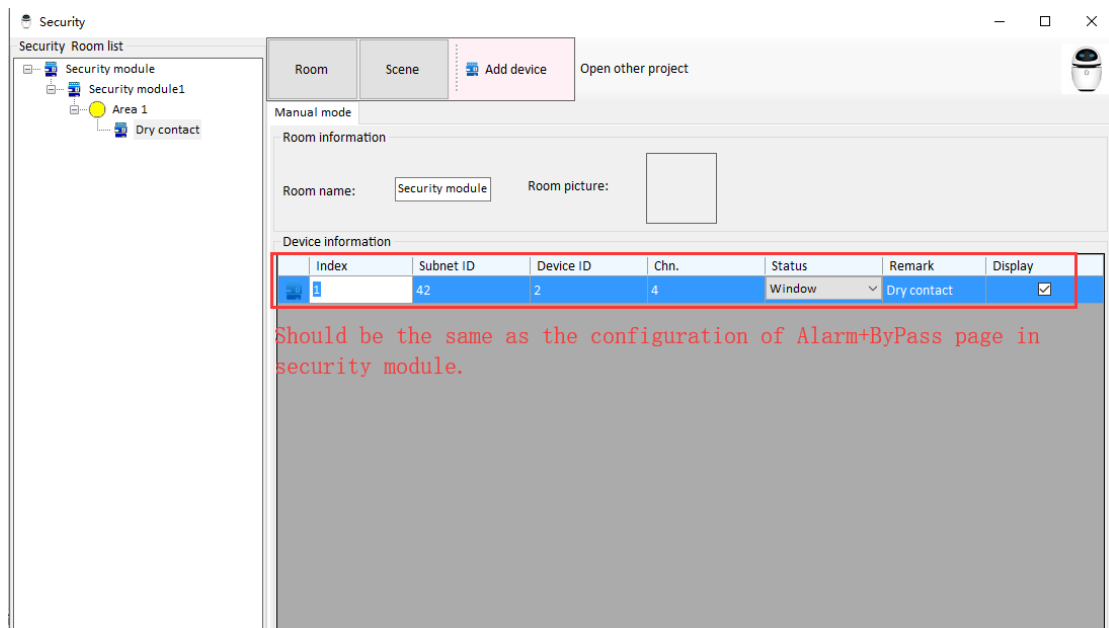 Security
Security Room list
Security module
Security module1
Area 1
Dry contact
Room
Scene
Add device
Open other project
Manual mode
Room information
Room name:
Security module
Room picture:
Device information
Index Subnet ID Device ID Chn. Status Remark Display
1 42 2 4 Window Dry contact
Should be the same as the configuration of Alarm+ByPass page in
security module.